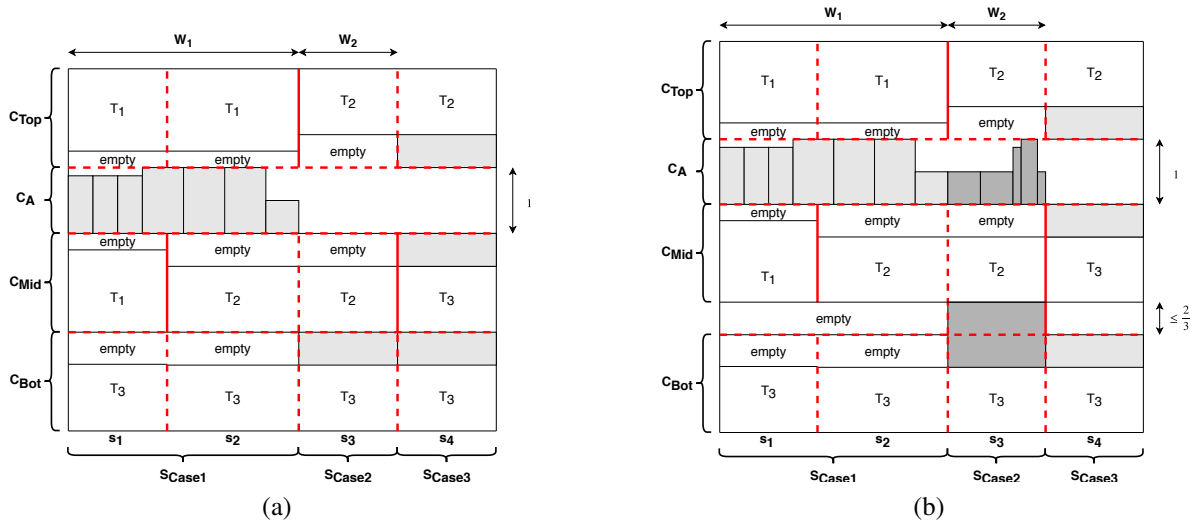 W1 W2
CTop T1 T1 T2 T2
empty empty empty
CA 1
empty empty empty
CMid T1 T2 T2 T3
empty empty
CBot T3 T3 T3 T3
s1 s2 s3 s4
SCase1 SCase2 SCase3
(a)
W1 W2
CTop T1 T1 T2 T2
empty empty empty
CA 1
empty empty empty
CMid T1 T2 T2 T3
empty ≤ 2/3
empty empty
CBot T3 T3 T3 T3
s1 s2 s3 s4
SCase1 SCase2 SCase3
(b)